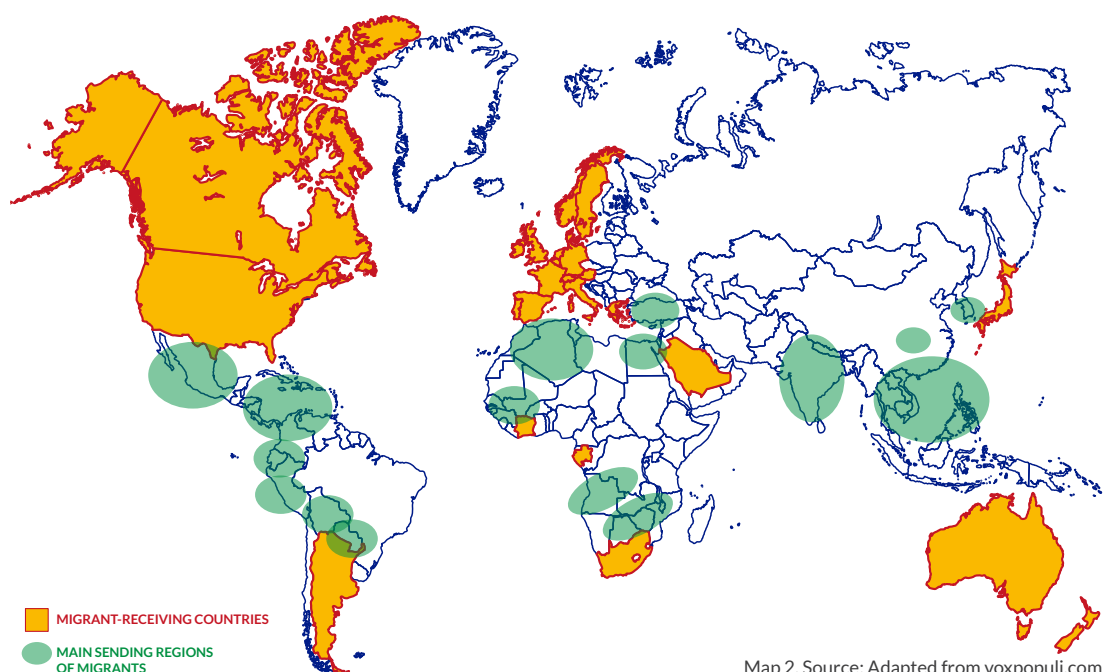 MIGRANT-RECEIVING COUNTRIES
MAIN SENDING REGIONS
OF MIGRANTS
Map 2. Source: Adapted from voxpopuli.com